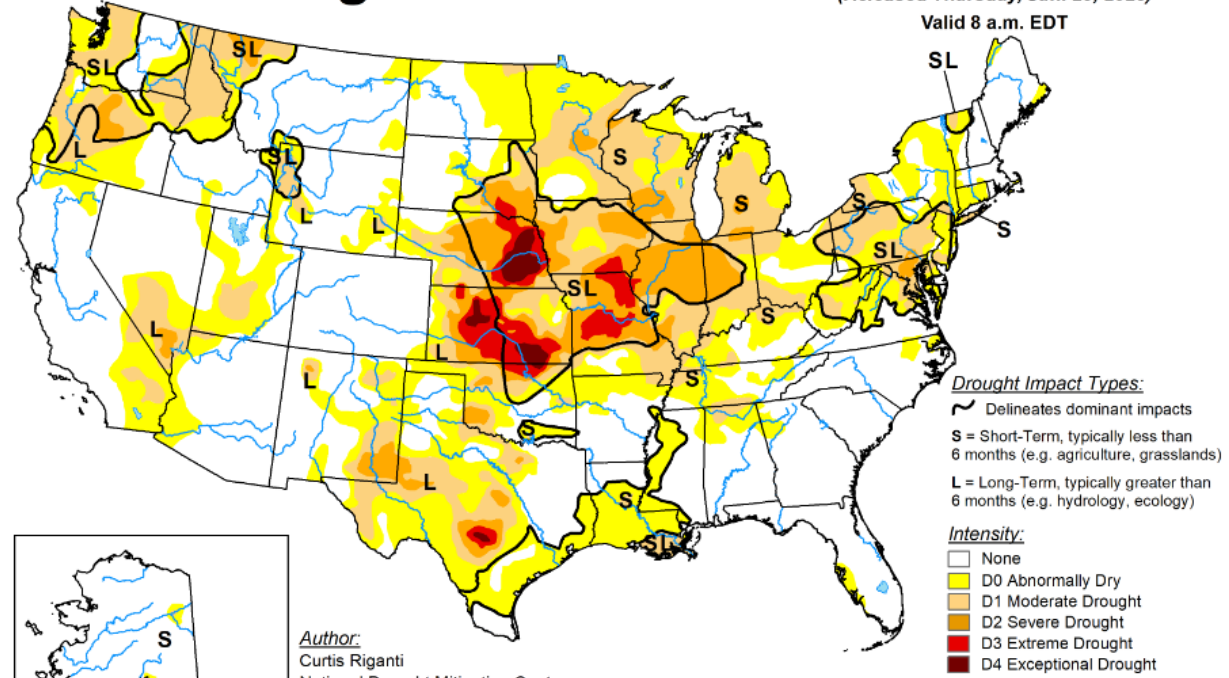 Valid 8 a.m. EDT
SL
SL
SL
L
SL
L
L
L
L
L
L
S
S
S
S
SL
SL
S
S
S
S
S
SL
S
Drought Impact Types:
Delineates dominant impacts
S = Short-Term, typically less than
6 months (e.g. agriculture, grasslands)
L = Long-Term, typically greater than
6 months (e.g. hydrology, ecology)
Intensity:
None
D0 Abnormally Dry
D1 Moderate Drought
D2 Severe Drought
D3 Extreme Drought
D4 Exceptional Drought
Author:
Curtis Riganti